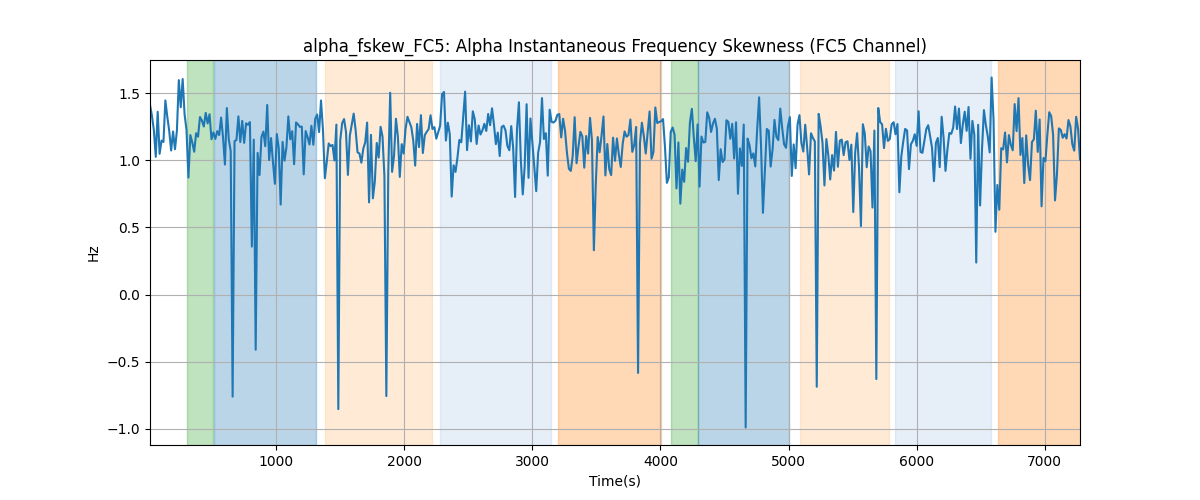 alpha_fskew_FC5: Alpha Instantaneous Frequency Skewness (FC5 Channel)
1.5
1.0
0.5
0.0
−0.5
−1.0
Hz
1000 2000 3000 4000 5000 6000 7000
Time(s)